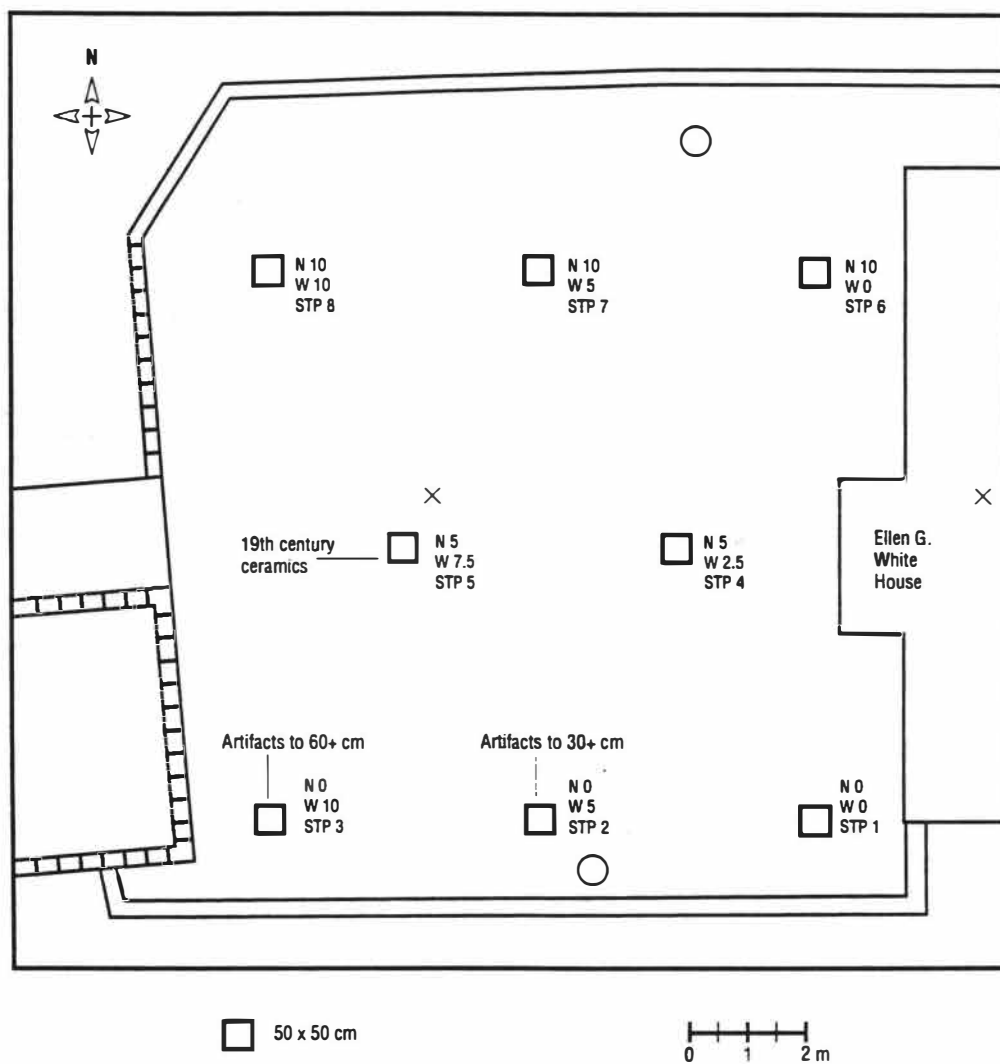 N
N 10
W 10
STP 8
N 10
W 5
STP 7
N 10
W 0
STP 6
19th century
ceramics
N 5
W 7.5
STP 5
N 5
W 2.5
STP 4
Ellen G.
White
House
Artifacts to 60+ cm
Artifacts to 30+ cm
N 0
W 10
STP 3
N 0
W 5
STP 2
N 0
W 0
STP 1
50 x 50 cm
0 1 2 m